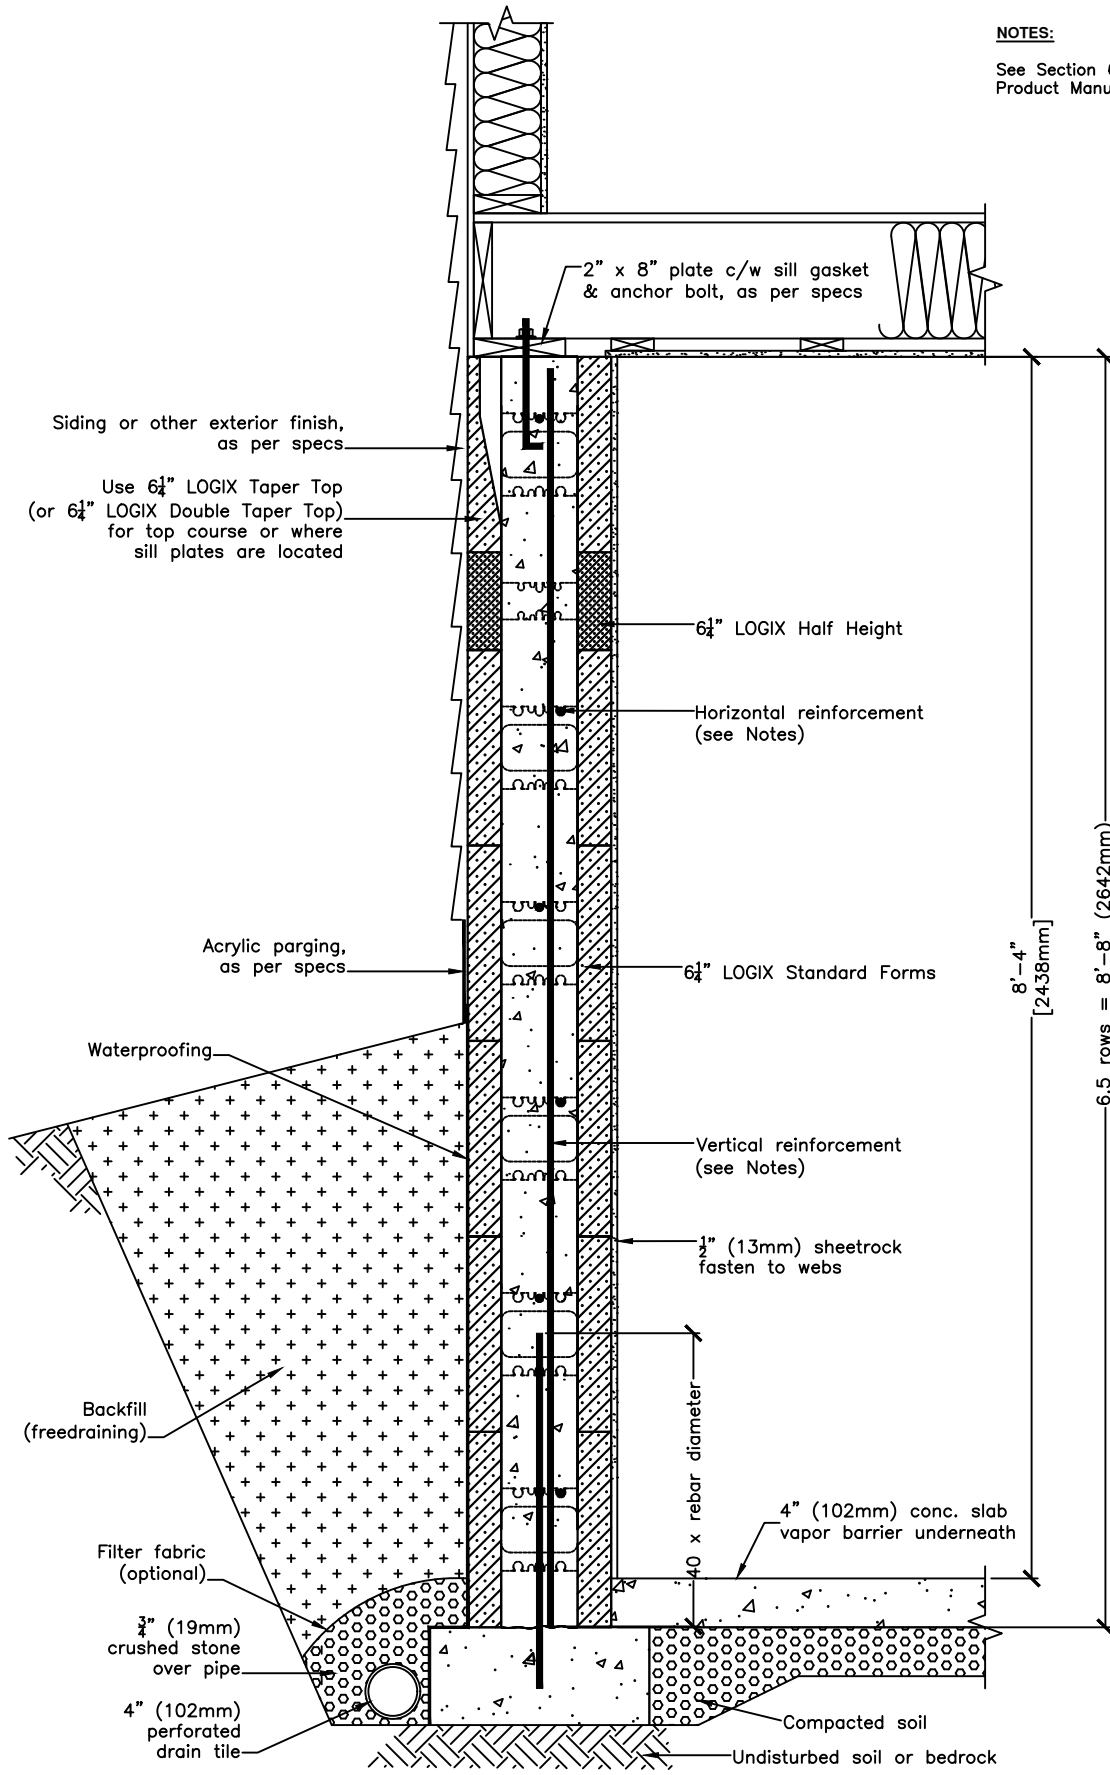 NOTES:
See Section
Product Manu
2" x 8" plate c/w sill gasket
& anchor bolt, as per specs
Siding or other exterior finish,
as per specs
Use 6¼" LOGIX Taper Top
(or 6¼" LOGIX Double Taper Top)
for top course or where
sill plates are located
6¼" LOGIX Half Height
Horizontal reinforcement
(see Notes)
Acrylic parging,
as per specs
6¼" LOGIX Standard Forms
8'-4"
[2438mm]
6.5 rows = 8'-8" (2642mm)
Waterproofing
Vertical reinforcement
(see Notes)
½" (13mm) sheetrock
fasten to webs
40 x rebar diameter
Backfill
(freedraining)
4" (102mm) conc. slab
vapor barrier underneath
Filter fabric
(optional)
¾" (19mm)
crushed stone
over pipe
4" (102mm)
perforated
drain tile
Compacted soil
Undisturbed soil or bedrock